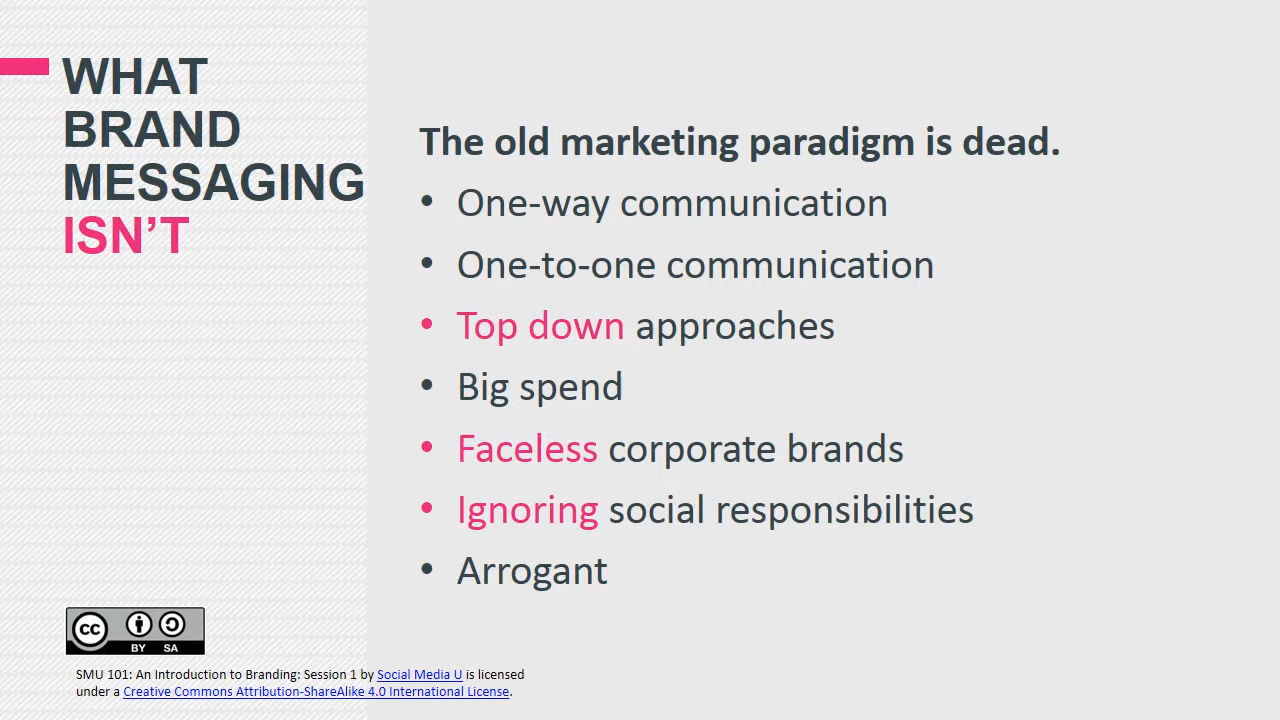 WHAT
BRAND
MESSAGING
ISN’T
The old marketing paradigm is dead.
• One-way communication
• One-to-one communication
• Top down approaches
• Big spend
• Faceless corporate brands
• Ignoring social responsibilities
• Arrogant
cc
BY SA
SMU 101: An Introduction to Branding: Session 1 by Social Media U is licensed
under a Creative Commons Attribution-ShareAlike 4.0 International License.